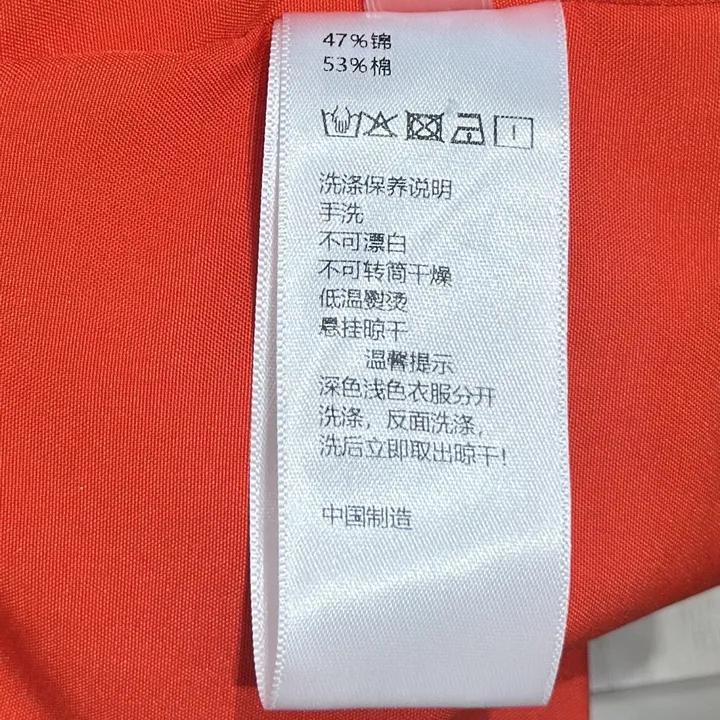 47%锦
53%棉
洗涤保养说明
手洗
不可漂白
不可转筒干燥
低温熨烫
悬挂晾干
温馨提示
深色浅色衣服分开
洗涤，反面洗涤，
洗后立即取出晾干！
中国制造